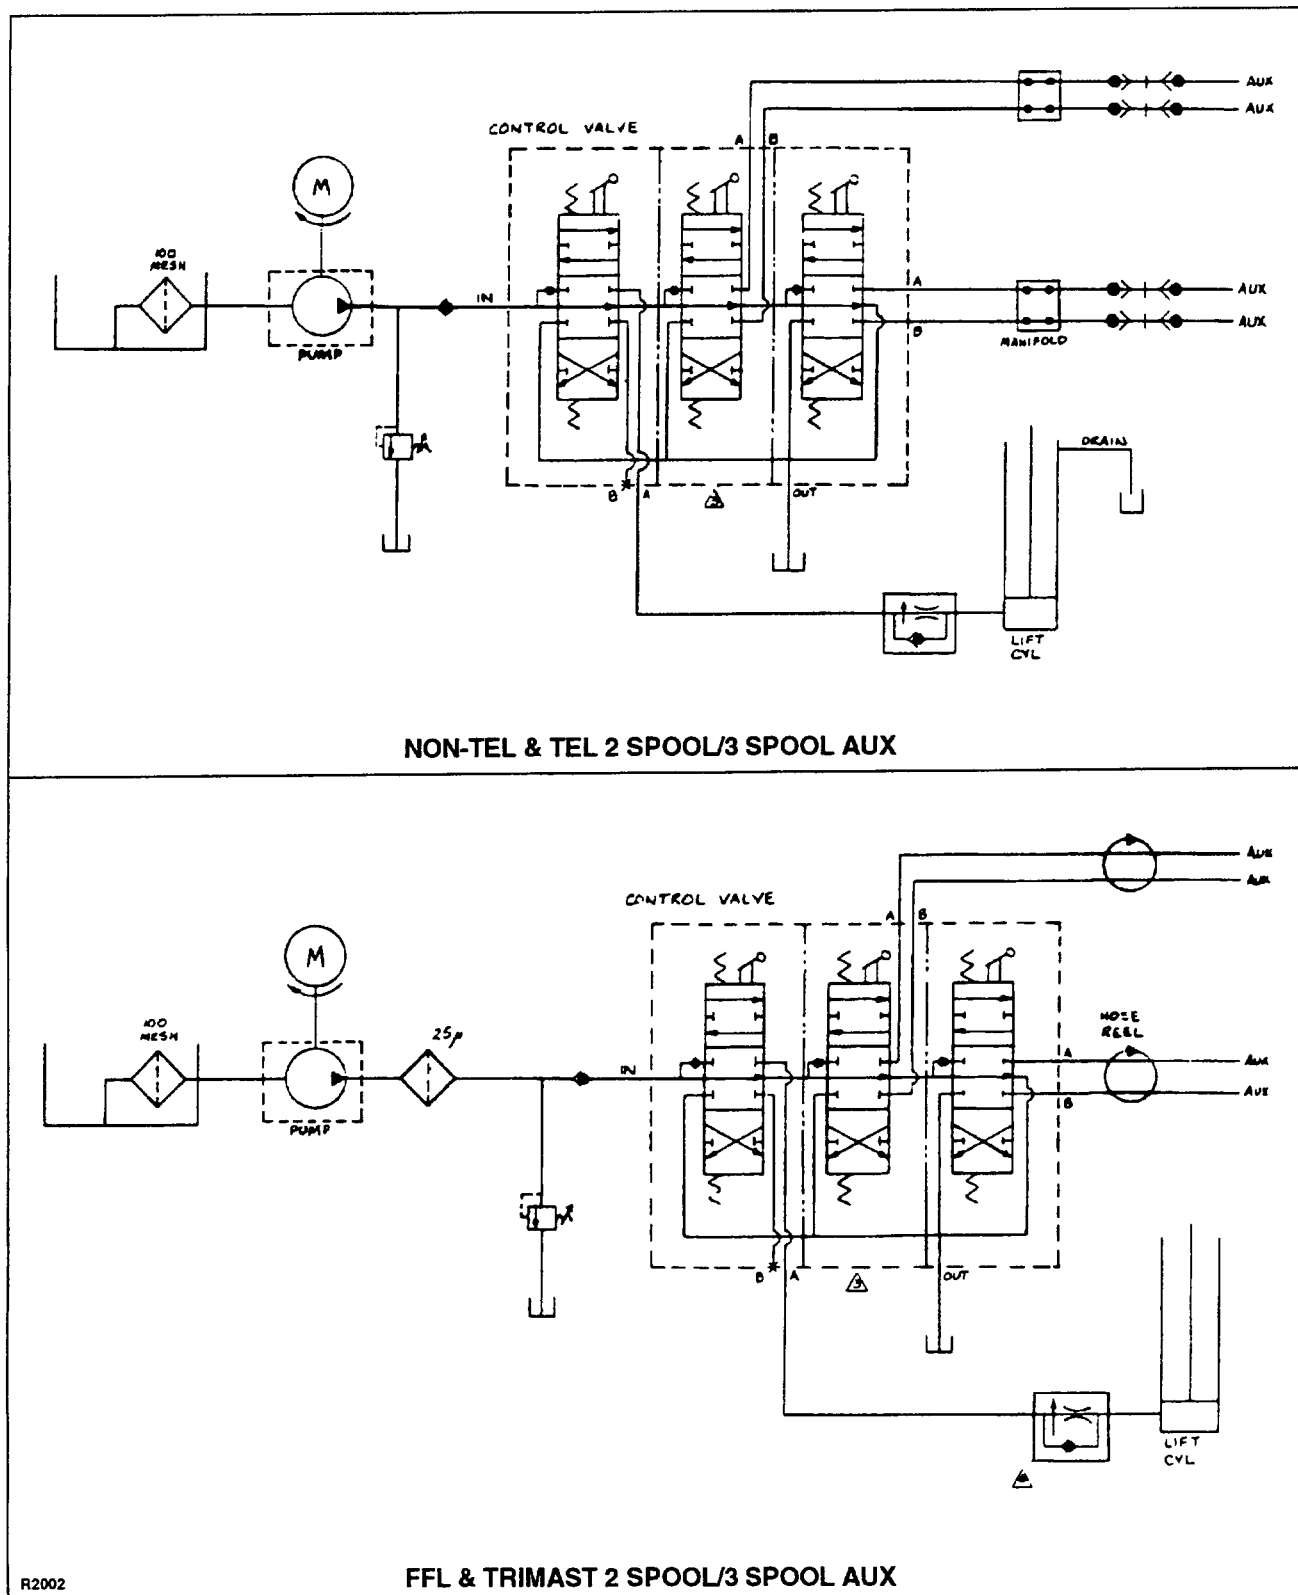 AUX
AUX
CONTROL VALVE
A B
M
100
MESH
IN
A
AUX
B
AUX
MANIFOLD
PUMP
DRAIN
B A
3
OUT
LIFT
CYL
NON-TEL & TEL 2 SPOOL/3 SPOOL AUX
AUX
AUX
CONTROL VALVE
A B
M
HOSE
REEL
100
MESH
25μ
IN
A
AUX
B
AUX
PUMP
B A
3
OUT
LIFT
CYL
FFL & TRIMAST 2 SPOOL/3 SPOOL AUX
R2002